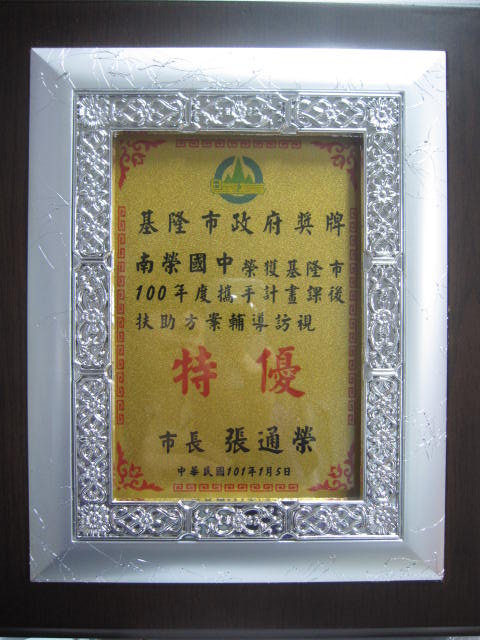 基隆市政府獎牌
南榮國中榮獲基隆市
100年度攜手計畫課後
扶助方案輔導訪視
特優
市長 張通榮
中華民國101年1月5日